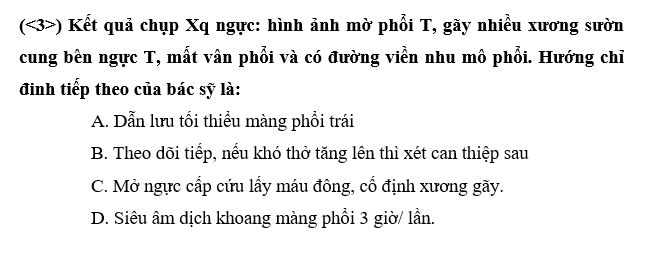 (<3>) Kết quả chụp Xq ngực: hình ảnh mờ phổi T, gãy nhiều xương sườn
cung bên ngực T, mất vân phổi và có đường viền nhu mô phổi. Hướng chỉ
đinh tiếp theo của bác sỹ là:
A. Dẫn lưu tối thiểu màng phổi trái
B. Theo dõi tiếp, nếu khó thở tăng lên thì xét can thiệp sau
C. Mở ngực cấp cứu lấy máu đông, cố định xương gãy.
D. Siêu âm dịch khoang màng phổi 3 giờ/ lần.